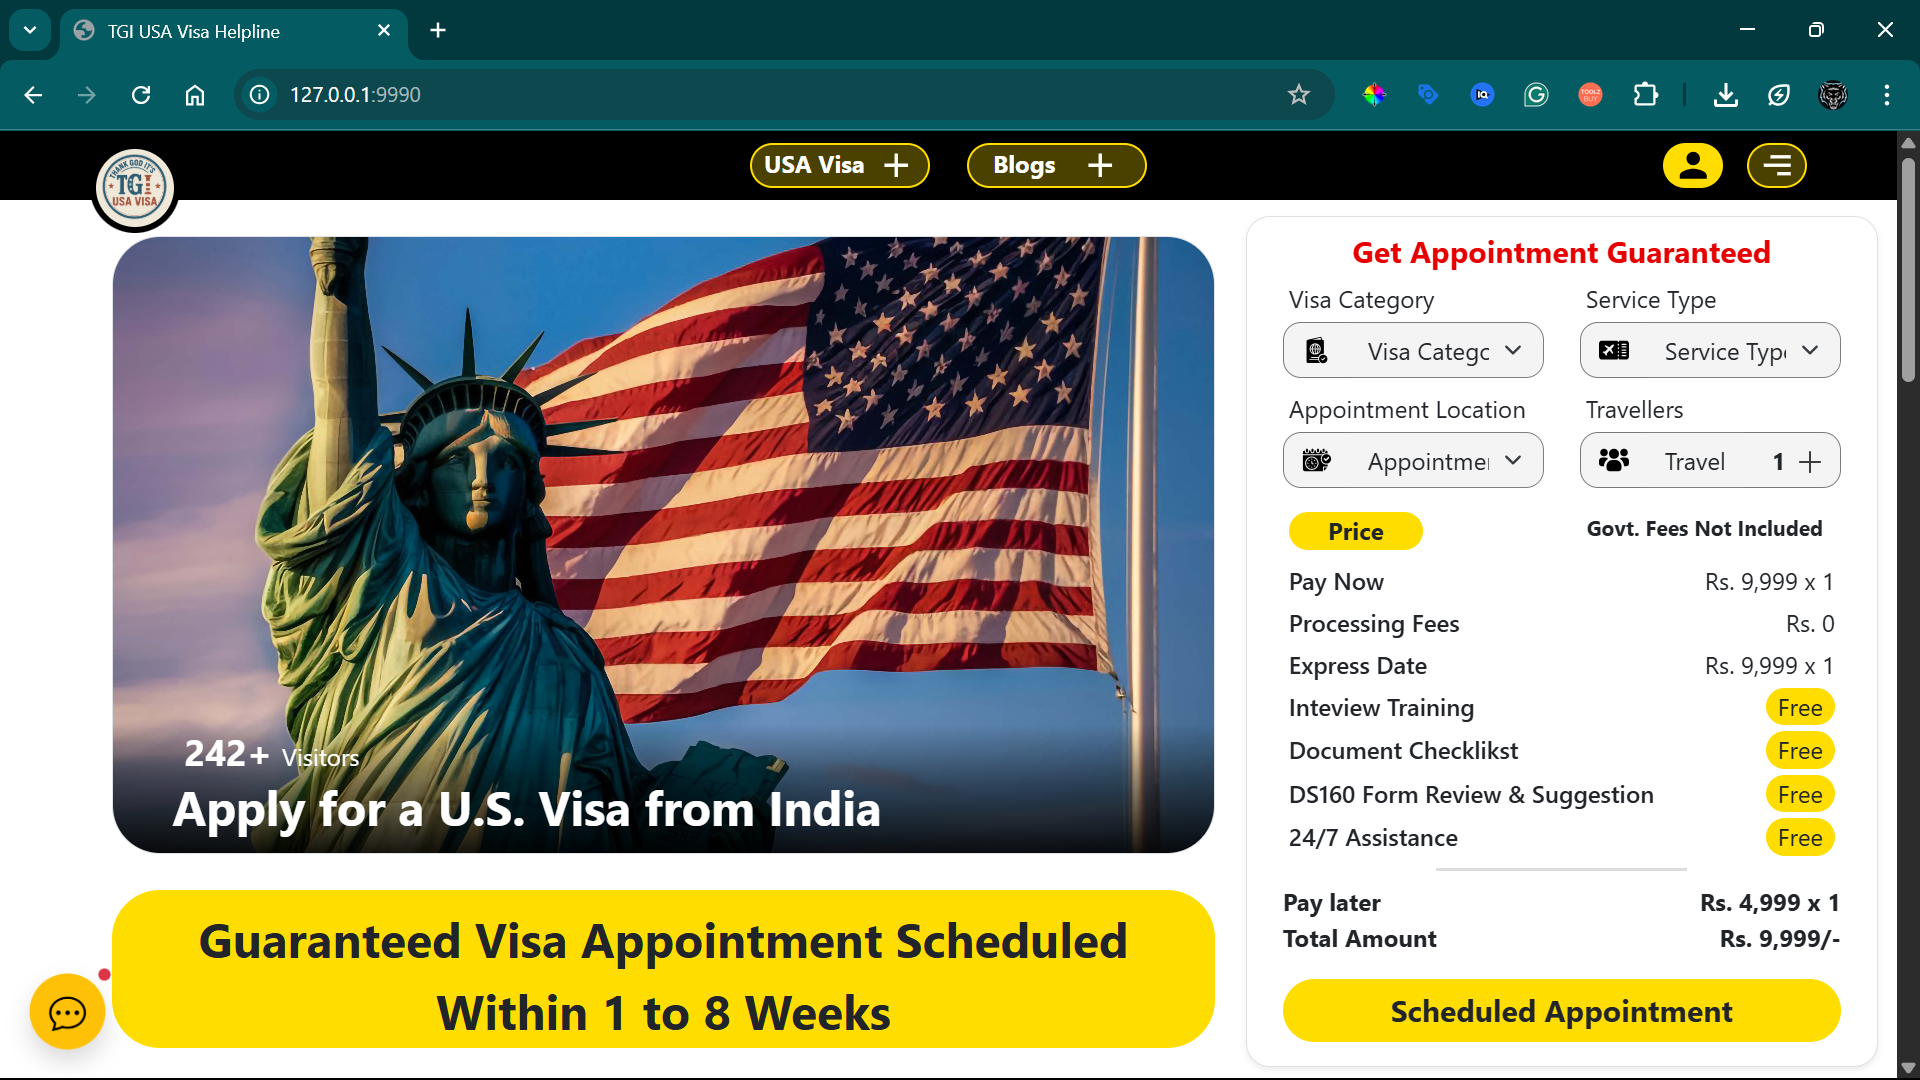 TGI USA Visa Helpline
127.0.0.1:9990
THANK GOD IT'S
TGI
USA VISA
USA Visa
Blogs
Get Appointment Guaranteed
Visa Category
Service Type
Visa Catego
Service Type
Appointment Location
Travellers
Appointmen
Travel 1
Price
Govt. Fees Not Included
Pay Now Rs. 9,999 x 1
Processing Fees Rs. 0
Express Date Rs. 9,999 x 1
Inteview Training Free
Document Checklikst Free
DS160 Form Review & Suggestion Free
24/7 Assistance Free
Pay later Rs. 4,999 x 1
Total Amount Rs. 9,999/-
Scheduled Appointment
242+ Visitors
Apply for a U.S. Visa from India
Guaranteed Visa Appointment Scheduled
Within 1 to 8 Weeks